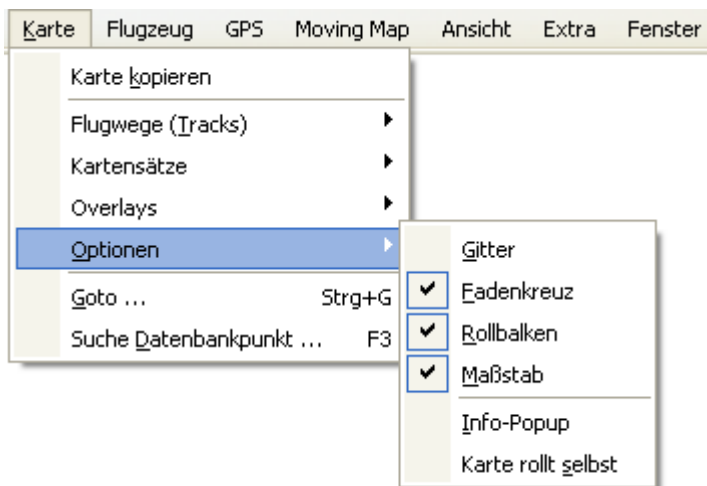 Karte Flugzeug GPS Moving Map Ansicht Extra Fenster
Karte kopieren
Flugwege (Tracks)
Kartensätze
Overlays
Optionen
Goto ... Strg+G
Suche Datenbankpunkt ... F3
Gitter
Fadenkreuz
Rollbalken
Maßstab
Info-Popup
Karte rollt selbst